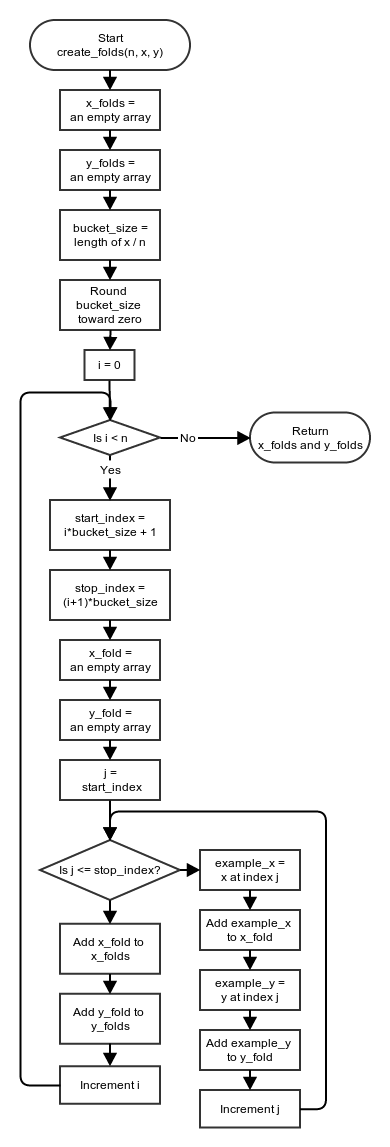 Start
create_folds(n, x, y)
x_folds =
an empty array
y_folds =
an empty array
bucket_size =
length of x / n
Round
bucket_size
toward zero
i = 0
Is i < n
No
Return
x_folds and y_folds
Yes
start_index =
i*bucket_size + 1
stop_index =
(i+1)*bucket_size
x_fold =
an empty array
y_fold =
an empty array
j =
start_index
Is j <= stop_index?
example_x =
x at index j
Add example_x
to x_fold
example_y =
y at index j
Add example_y
to y_fold
Increment j
Add x_fold to
x_folds
Add y_fold to
y_folds
Increment i